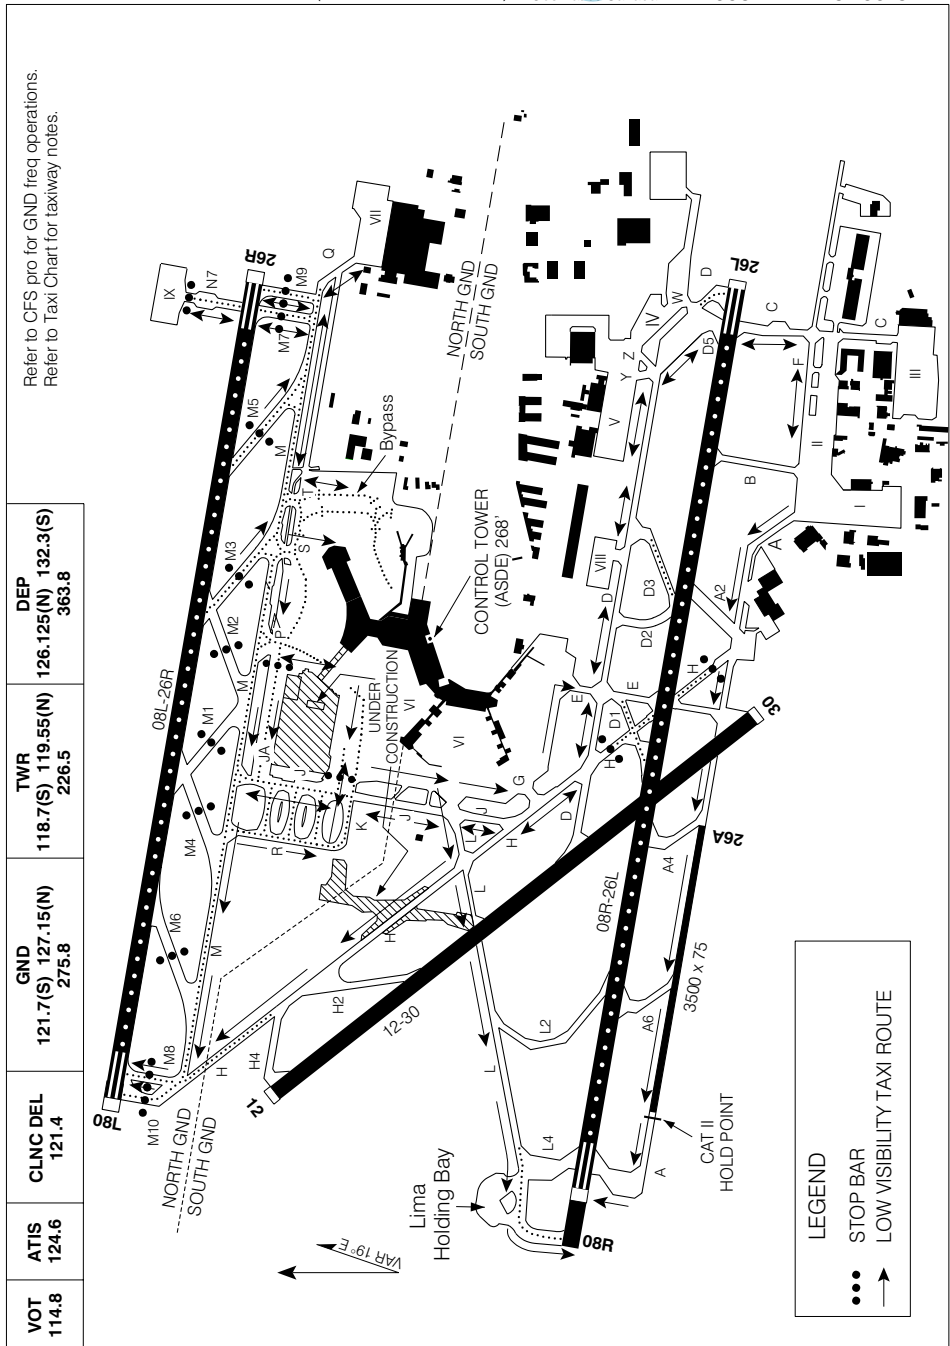 VOT
114.8
ATIS
124.6
CLNC DEL
121.4
GND
121.7(S) 127.15(N)
275.8
TWR
118.7(S) 119.55(N)
226.5
DEP
126.125(N) 132.3(S)
363.8
Refer to CFS pro for GND freq operations.
Refer to Taxi Chart for taxiway notes.
IX
N7
26R
M9
Q
VII
M7
M5
M
Bypass
NORTH GND
SOUTH GND
T
S
M3
P
P
M2
M
08L-26R
M1
JA
J
UNDER
CONSTRUCTION
VI
VI
CONTROL TOWER
(ASDE) 268'
M4
R
K
J
J
G
M6
M
H
L
L
H
D
M8
M10
08L
H
H2
H4
12
12-30
L
L2
L4
NORTH GND
SOUTH GND
VAR 19° E
Lima
Holding Bay
08R
08R-26L
A
CAT II
HOLD POINT
A6
3500 x 75
A4
26A
30
H
H
D1
E
E
D
D2
D3
VIII
V
Y
Z
IV
W
D
D5
26L
C
C
F
B
II
III
I
A
A2
LEGEND
STOP BAR
LOW VISIBILITY TAXI ROUTE